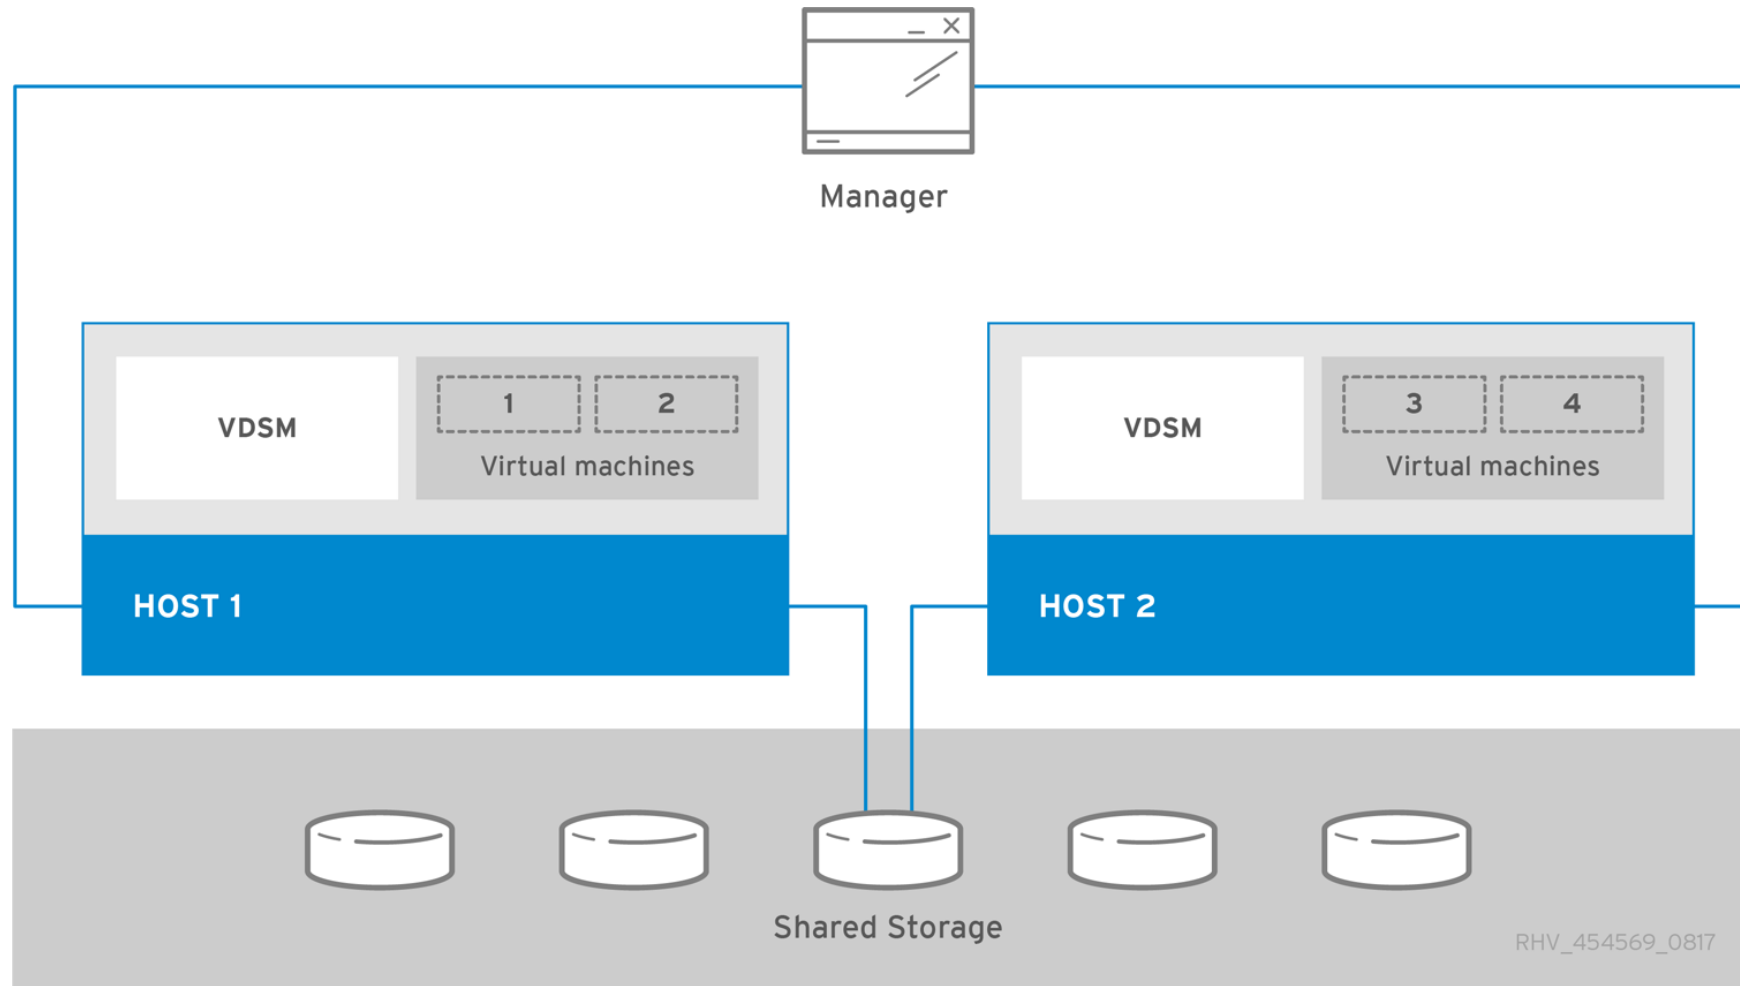 Manager
VDSM
1
2
Virtual machines
HOST 1
VDSM
3
4
Virtual machines
HOST 2
Shared Storage
RHV_454569_0817